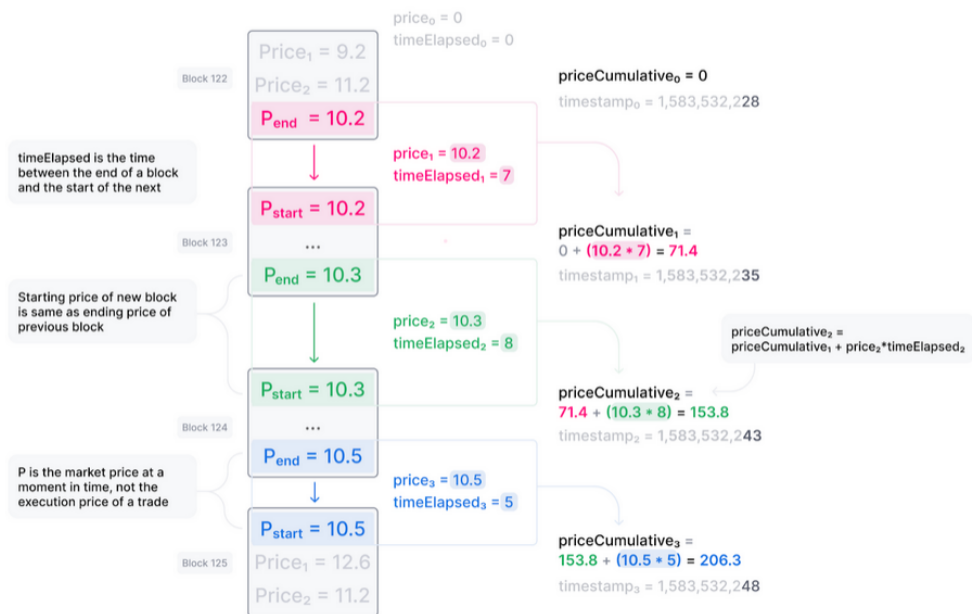 price₀ = 0
timeElapsed₀ = 0
Price₁ = 9.2
Block 122
Price₂ = 11.2
priceCumulative₀ = 0
timestamp₀ = 1,583,532,228
P_end = 10.2
timeElapsed is the time
between the end of a block
and the start of the next
price₁ = 10.2
timeElapsed₁ = 7
P_start = 10.2
Block 123
...
P_end = 10.3
priceCumulative₁ =
0 + (10.2 * 7) = 71.4
timestamp₁ = 1,583,532,235
Starting price of new block
is same as ending price of
previous block
price₂ = 10.3
timeElapsed₂ = 8
priceCumulative₂ =
priceCumulative₁ + price₂*timeElapsed₂
P_start = 10.3
Block 124
...
P_end = 10.5
priceCumulative₂ =
71.4 + (10.3 * 8) = 153.8
timestamp₂ = 1,583,532,243
P is the market price at a
moment in time, not the
execution price of a trade
price₃ = 10.5
timeElapsed₃ = 5
P_start = 10.5
Block 125
Price₁ = 12.6
Price₂ = 11.2
priceCumulative₃ =
153.8 + (10.5 * 5) = 206.3
timestamp₃ = 1,583,532,248